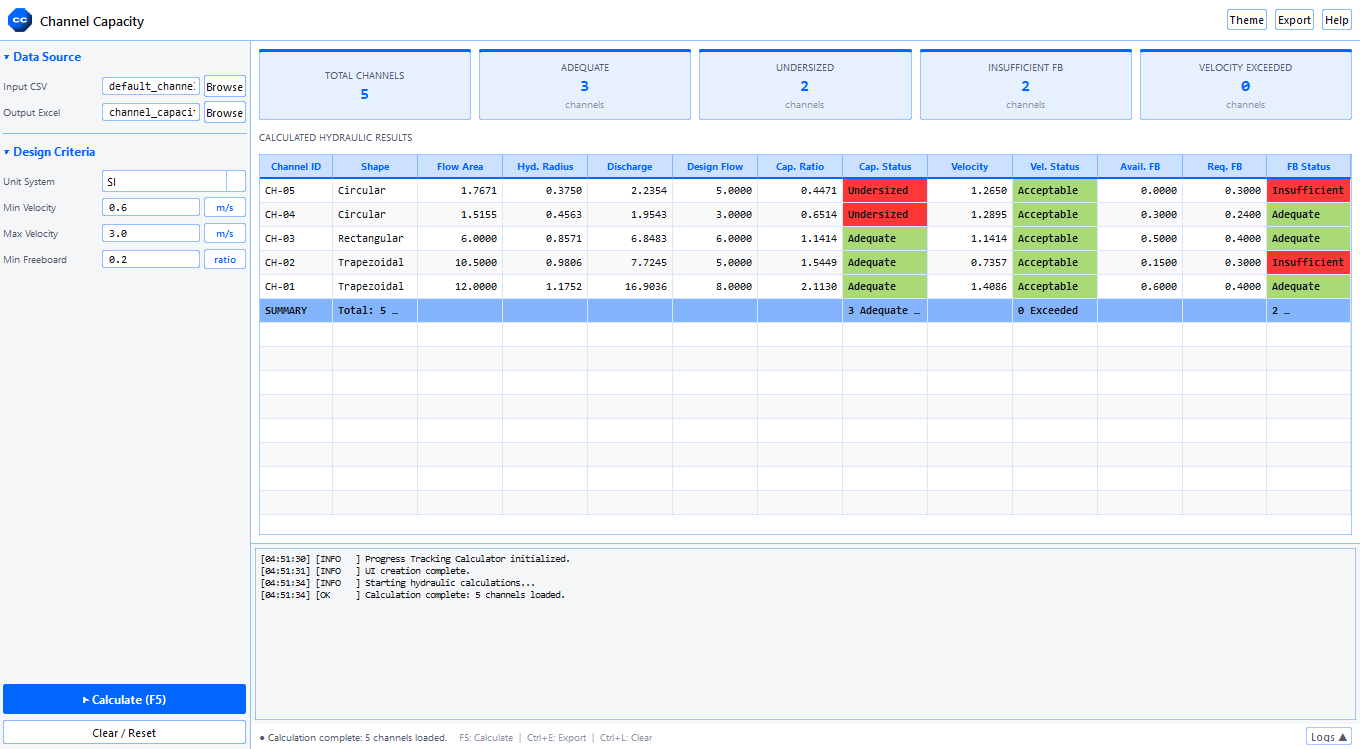 CC Channel Capacity Theme Export Help
▾ Data Source
Input CSV default_channel Browse
Output Excel channel_capacit Browse
▾ Design Criteria
Unit System SI
Min Velocity 0.6 m/s
Max Velocity 3.0 m/s
Min Freeboard 0.2 ratio
▶ Calculate (F5)
Clear / Reset
TOTAL CHANNELS
5
ADEQUATE
3
channels
UNDERSIZED
2
channels
INSUFFICIENT FB
2
channels
VELOCITY EXCEEDED
0
channels
CALCULATED HYDRAULIC RESULTS
Channel ID Shape Flow Area Hyd. Radius Discharge Design Flow Cap. Ratio Cap. Status Velocity Vel. Status Avail. FB Req. FB FB Status
CH-05 Circular 1.7671 0.3750 2.2354 5.0000 0.4471 Undersized 1.2650 Acceptable 0.0000 0.3000 Insufficient
CH-04 Circular 1.5155 0.4563 1.9543 3.0000 0.6514 Undersized 1.2895 Acceptable 0.3000 0.2400 Adequate
CH-03 Rectangular 6.0000 0.8571 6.8483 6.0000 1.1414 Adequate 1.1414 Acceptable 0.5000 0.4000 Adequate
CH-02 Trapezoidal 10.5000 0.9806 7.7245 5.0000 1.5449 Adequate 0.7357 Acceptable 0.1500 0.3000 Insufficient
CH-01 Trapezoidal 12.0000 1.1752 16.9036 8.0000 2.1130 Adequate 1.4086 Acceptable 0.6000 0.4000 Adequate
SUMMARY Total: 5 … 3 Adequate … 0 Exceeded 2 …
[04:51:30] [INFO ] Progress Tracking Calculator initialized.
[04:51:31] [INFO ] UI creation complete.
[04:51:34] [INFO ] Starting hydraulic calculations...
[04:51:34] [OK ] Calculation complete: 5 channels loaded.
● Calculation complete: 5 channels loaded. F5: Calculate | Ctrl+E: Export | Ctrl+L: Clear Logs ▲